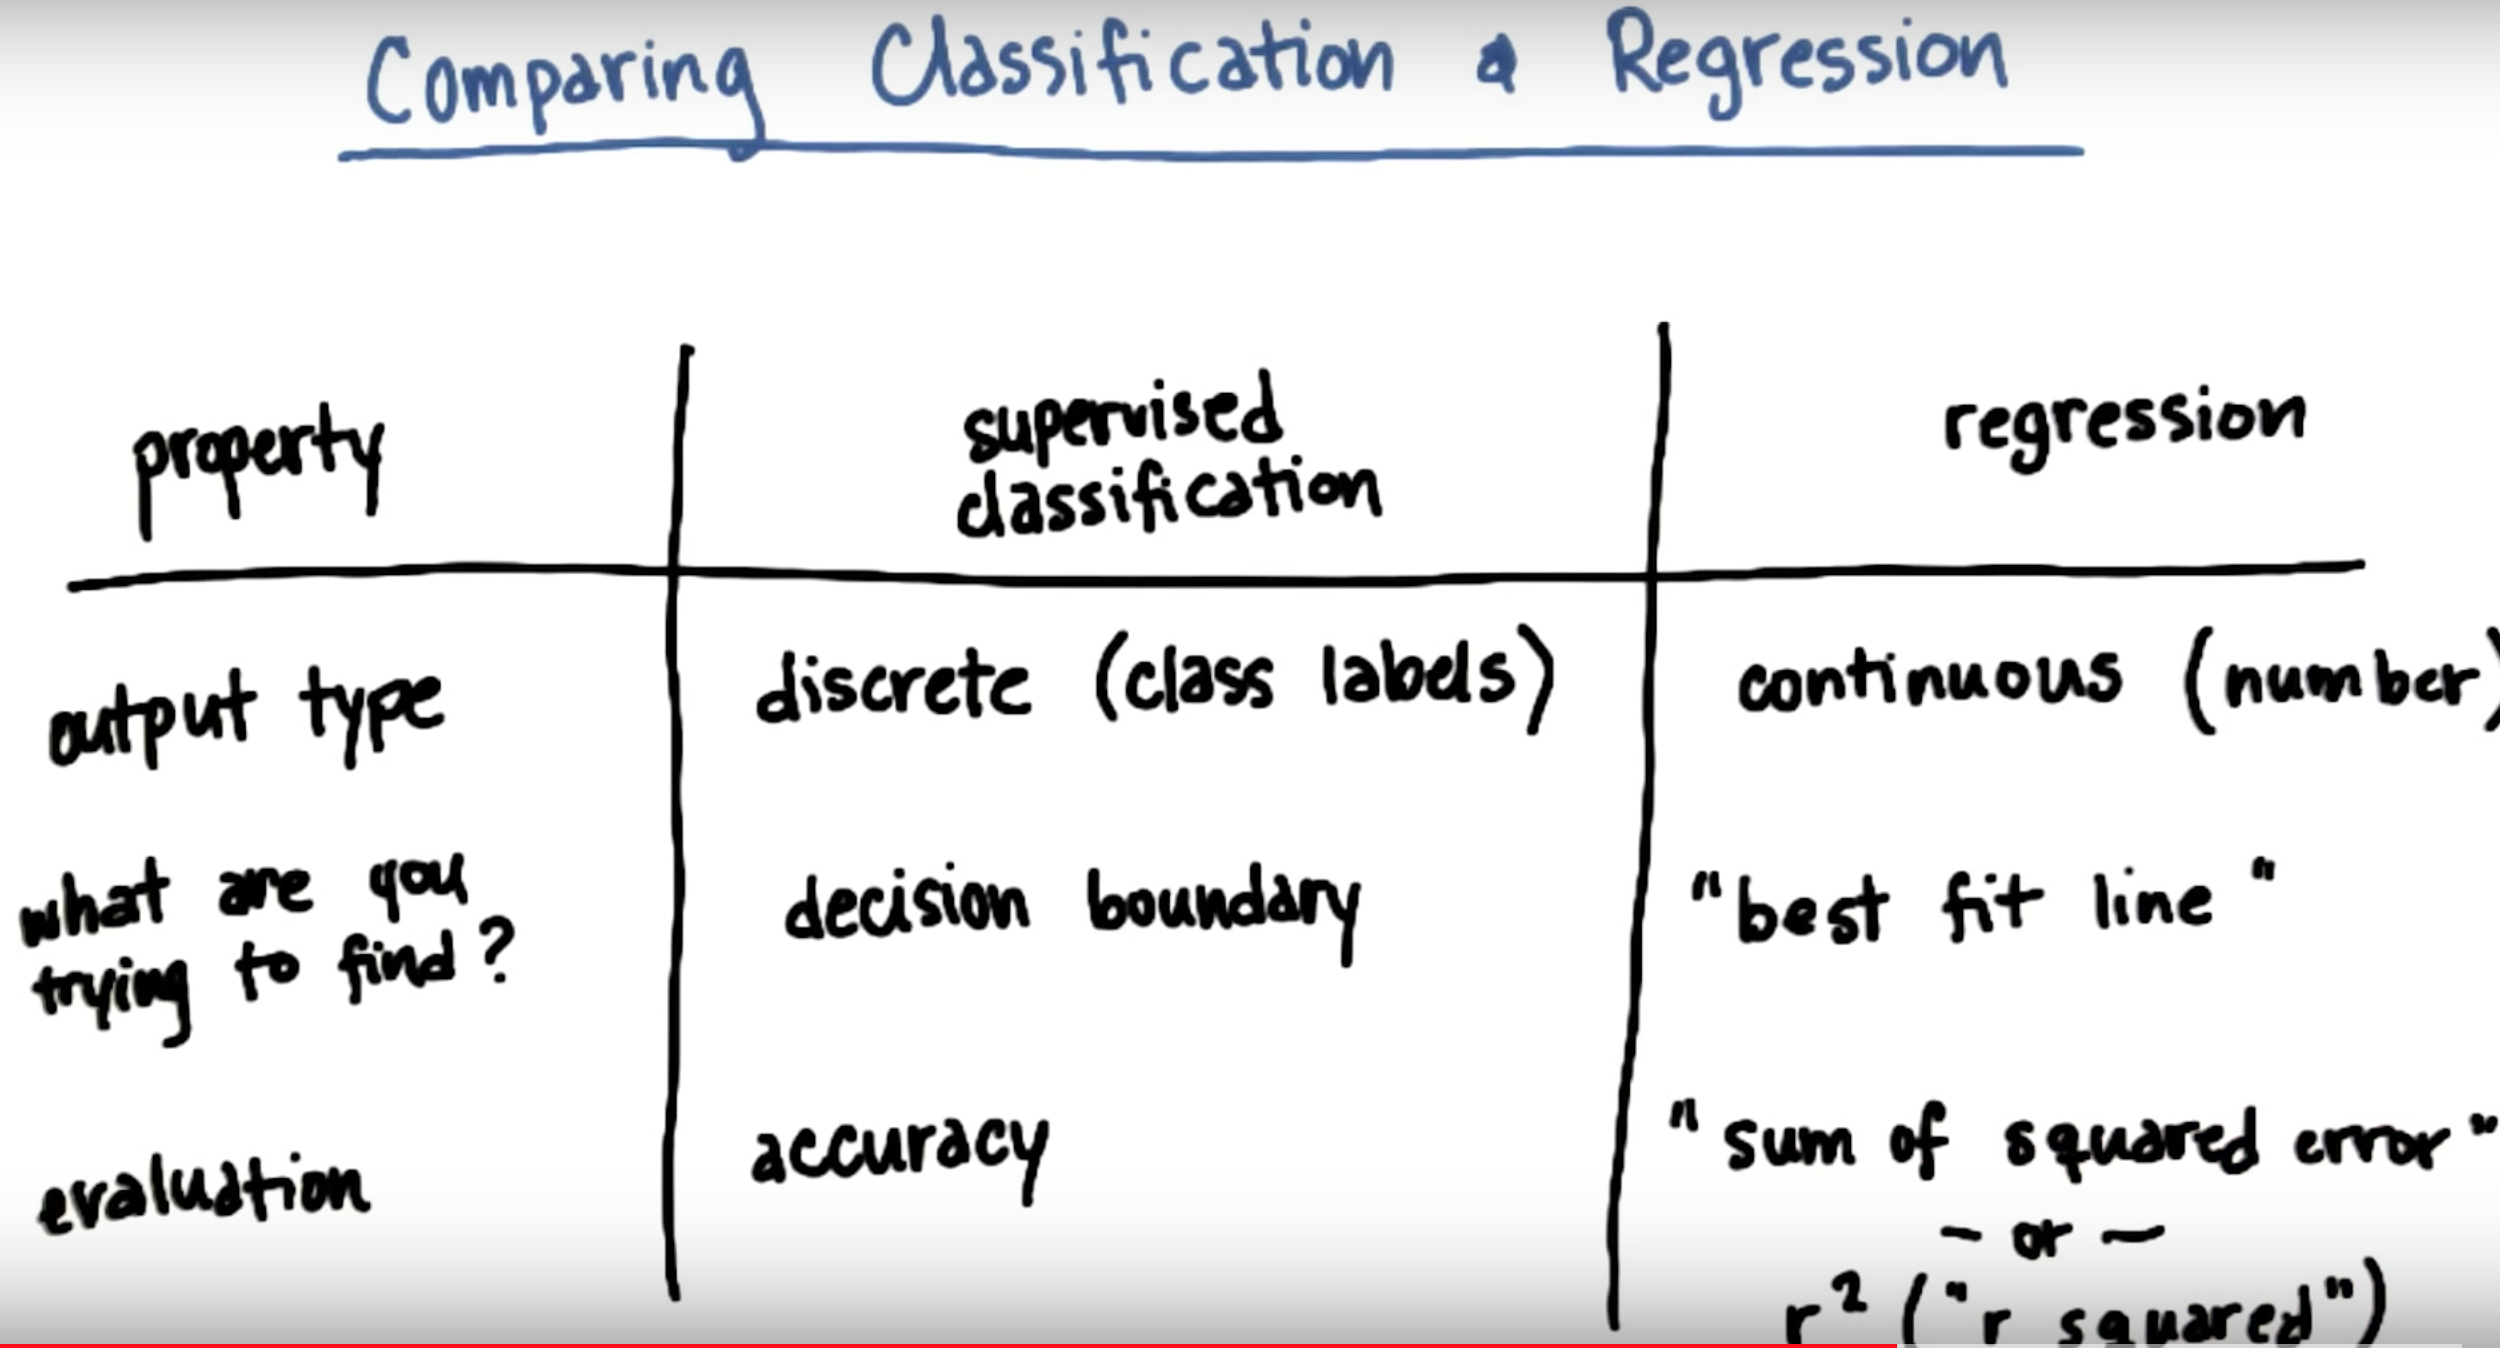 Comparing Classification & Regression
property
supervised
classification
regression
output type
discrete (class labels)
continuous (number)
what are you
trying to find?
decision boundary
"best fit line"
evaluation
accuracy
"sum of squared error"
- or -
r² ("r squared")